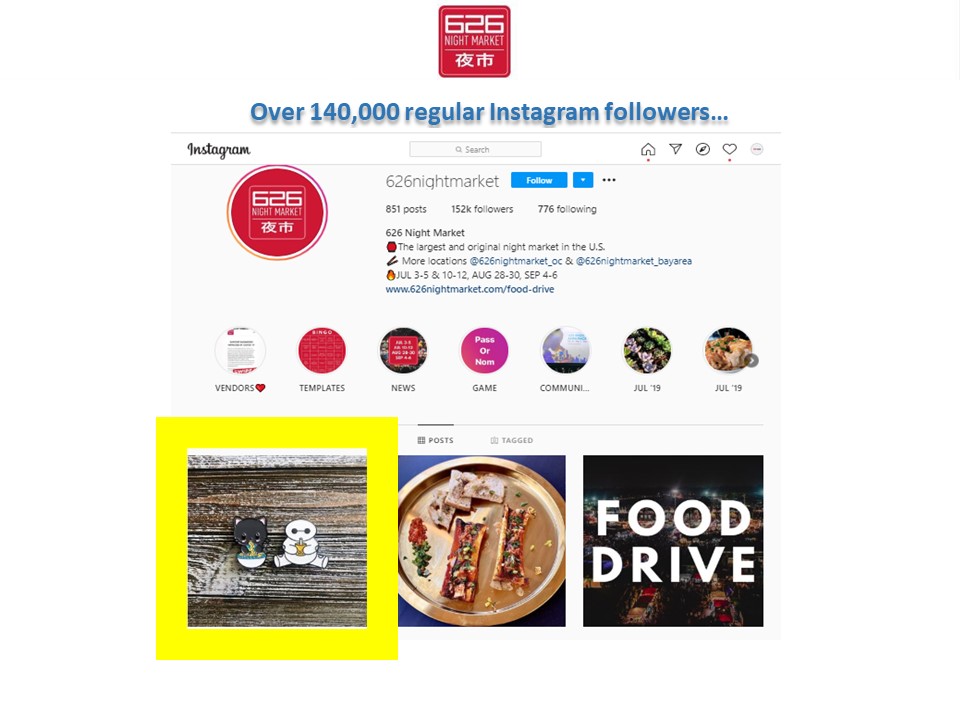 626
NIGHT MARKET
夜市
Over 140,000 regular Instagram followers...
Instagram
Search
626nightmarket Follow
851 posts 152k followers 776 following
626
NIGHT MARKET
夜市
626 Night Market
The largest and original night market in the U.S.
More locations @626nightmarket_oc & @626nightmarket_bayarea
JUL 3-5 & 10-12, AUG 28-30, SEP 4-6
www.626nightmarket.com/food-drive
BINGO
JUL 3-5
JUL 10-12
AUG 28-30
SEP 4-6
Pass
Or
Nom
VENDORS TEMPLATES NEWS GAME COMMUNI... JUL '19 JUL '19
POSTS TAGGED
FOOD
DRIVE